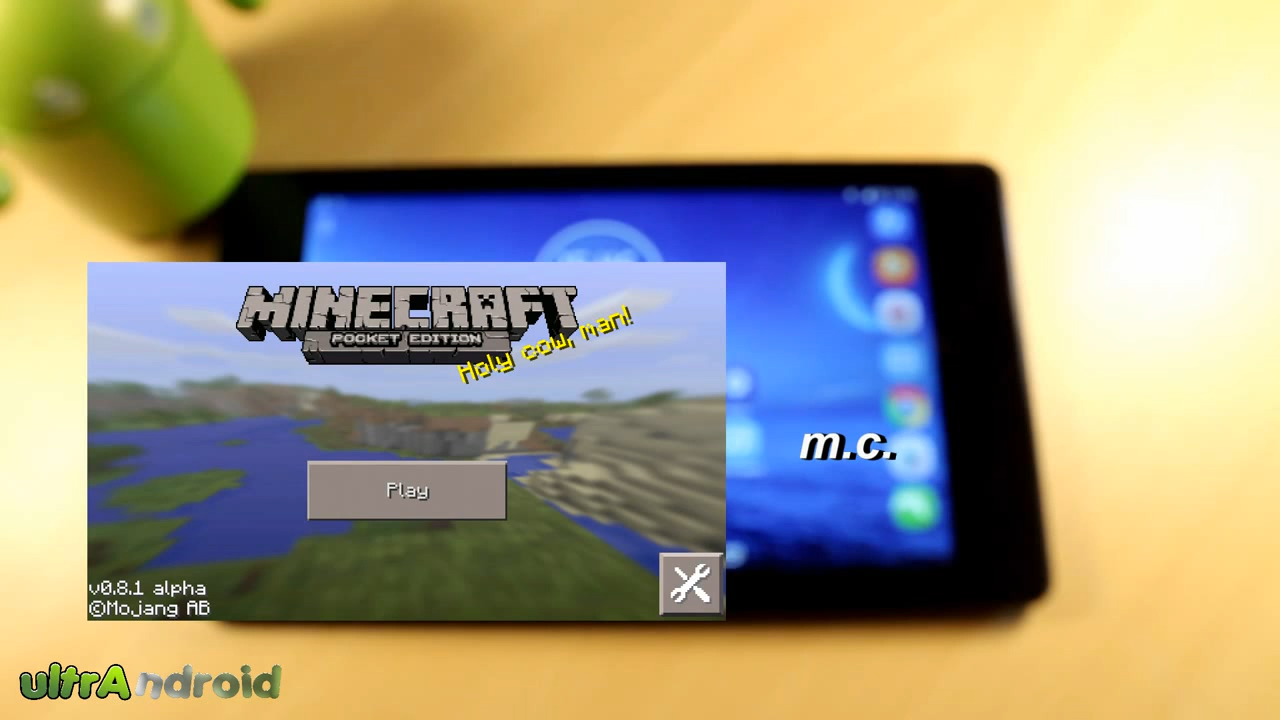 MINECRAFT
POCKET EDITION
Holy cow, man!
m.c.
Play
v0.8.1 alpha
©Mojang AB
ultrAndroid